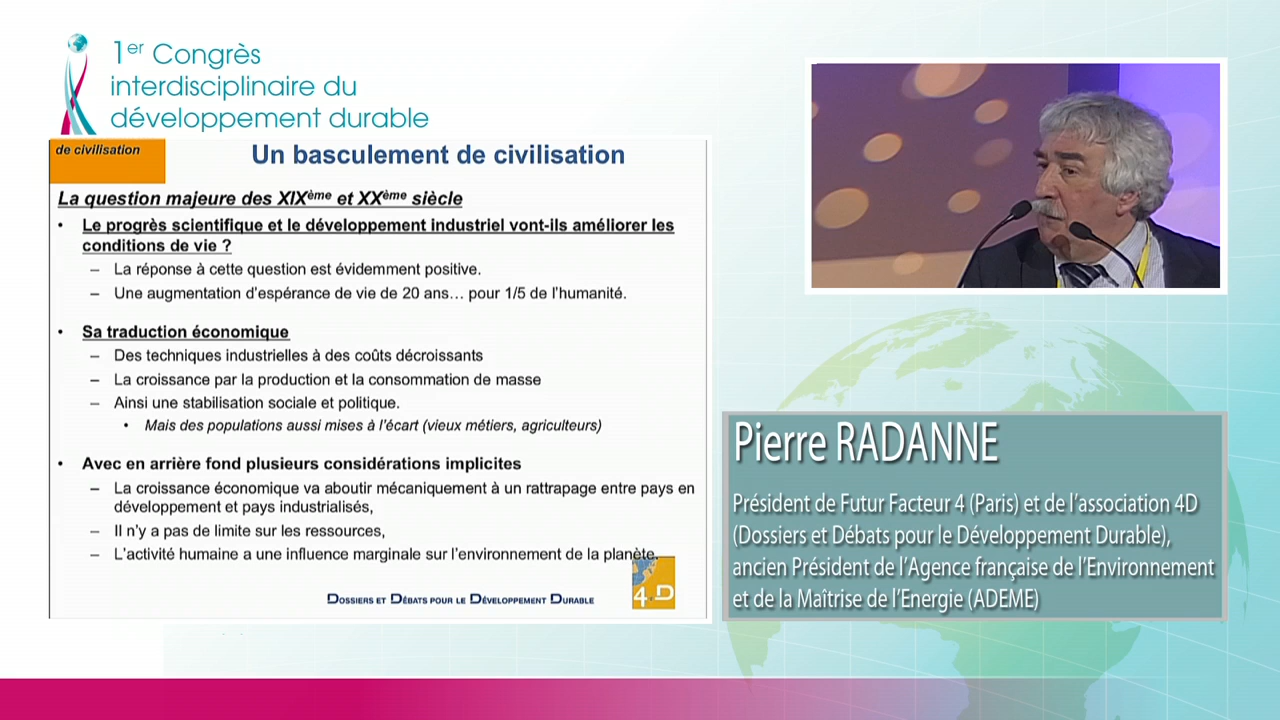 1er Congrès
interdisciplinaire du
développement durable
de civilisation
Un basculement de civilisation
La question majeure des XIXème et XXème siècle
• Le progrès scientifique et le développement industriel vont-ils améliorer les
conditions de vie ?
– La réponse à cette question est évidemment positive.
– Une augmentation d’espérance de vie de 20 ans… pour 1/5 de l’humanité.
• Sa traduction économique
– Des techniques industrielles à des coûts décroissants
– La croissance par la production et la consommation de masse
– Ainsi une stabilisation sociale et politique.
• Mais des populations aussi mises à l’écart (vieux métiers, agriculteurs)
• Avec en arrière fond plusieurs considérations implicites
– La croissance économique va aboutir mécaniquement à un rattrapage entre pays en
développement et pays industrialisés,
– Il n’y a pas de limite sur les ressources,
– L’activité humaine a une influence marginale sur l’environnement de la planète.
Dossiers et Débats pour le Développement Durable
4.D
Pierre RADANNE
Président de Futur Facteur 4 (Paris) et de l’association 4D
(Dossiers et Débats pour le Développement Durable),
ancien Président de l’Agence française de l’Environnement
et de la Maîtrise de l’Energie (ADEME)